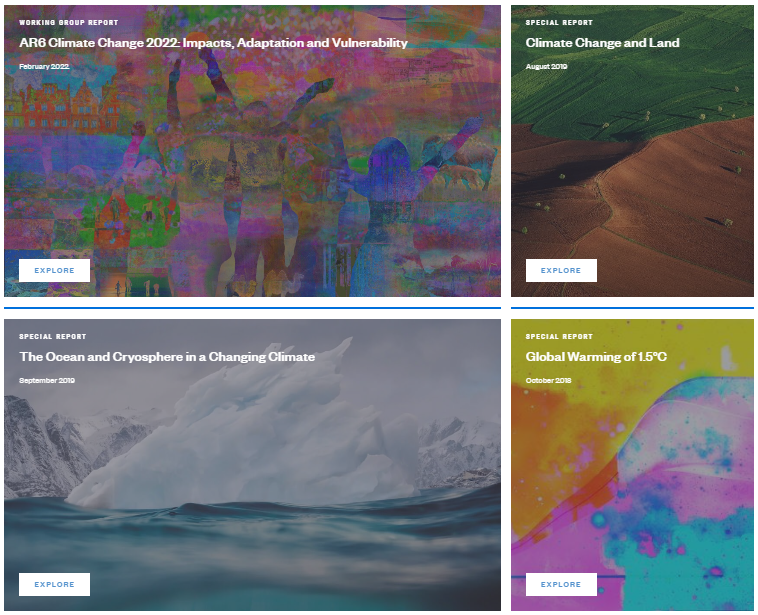 WORKING GROUP REPORT
AR6 Climate Change 2022: Impacts, Adaptation and Vulnerability
February 2022
EXPLORE
SPECIAL REPORT
Climate Change and Land
August 2019
EXPLORE
SPECIAL REPORT
The Ocean and Cryosphere in a Changing Climate
September 2019
EXPLORE
SPECIAL REPORT
Global Warming of 1.5°C
October 2018
EXPLORE